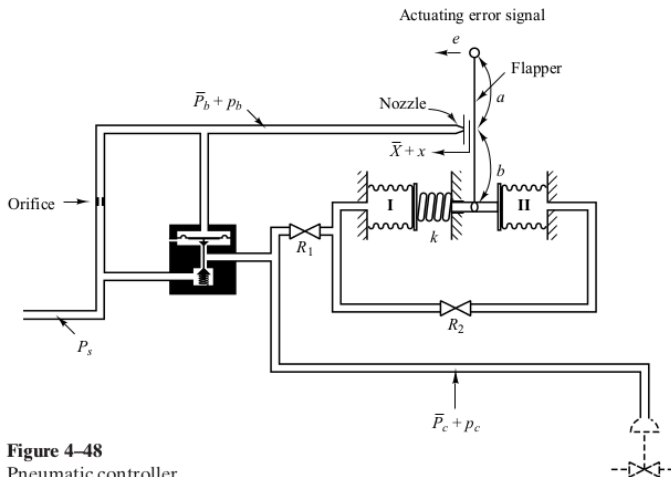 Actuating error signal
e
Flapper
a
P̅b + pb
Nozzle
X̅ + x
b
Orifice
I
II
k
R1
R2
Ps
P̅c + pc
Figure 4–48
Pneumatic controller